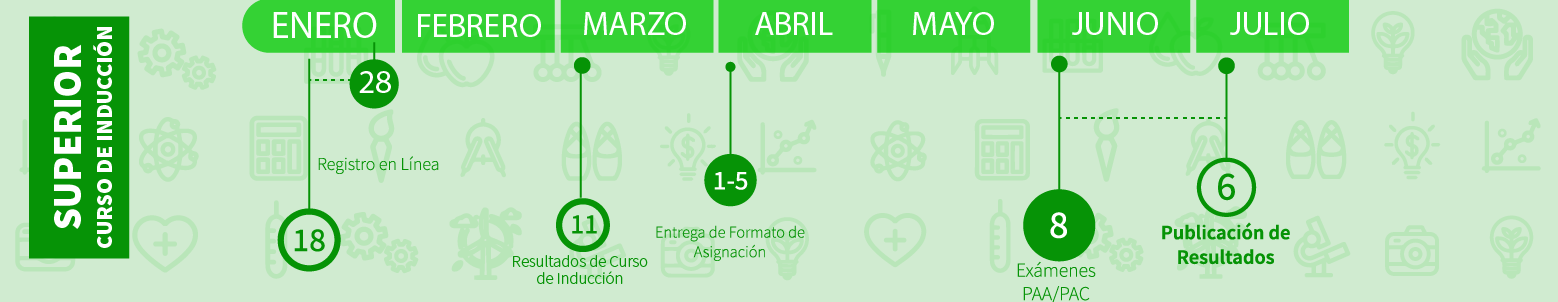 SUPERIOR
CURSO DE INDUCCIÓN
ENERO
FEBRERO
MARZO
ABRIL
MAYO
JUNIO
JULIO
28
Registro en Línea
18
11
Resultados de Curso
de Inducción
1-5
Entrega de Formato de
Asignación
8
Exámenes
PAA/PAC
6
Publicación de
Resultados